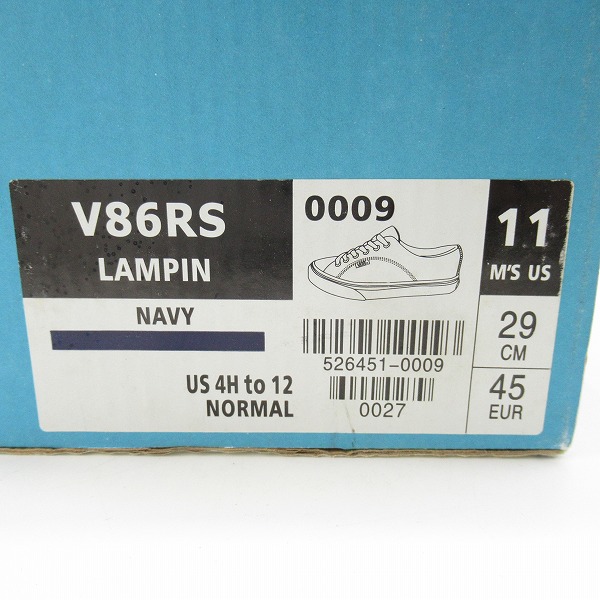 V86RS
LAMPIN
NAVY
US 4H to 12
NORMAL
0009
526451-0009
0027
11
M'S US
29
CM
45
EUR